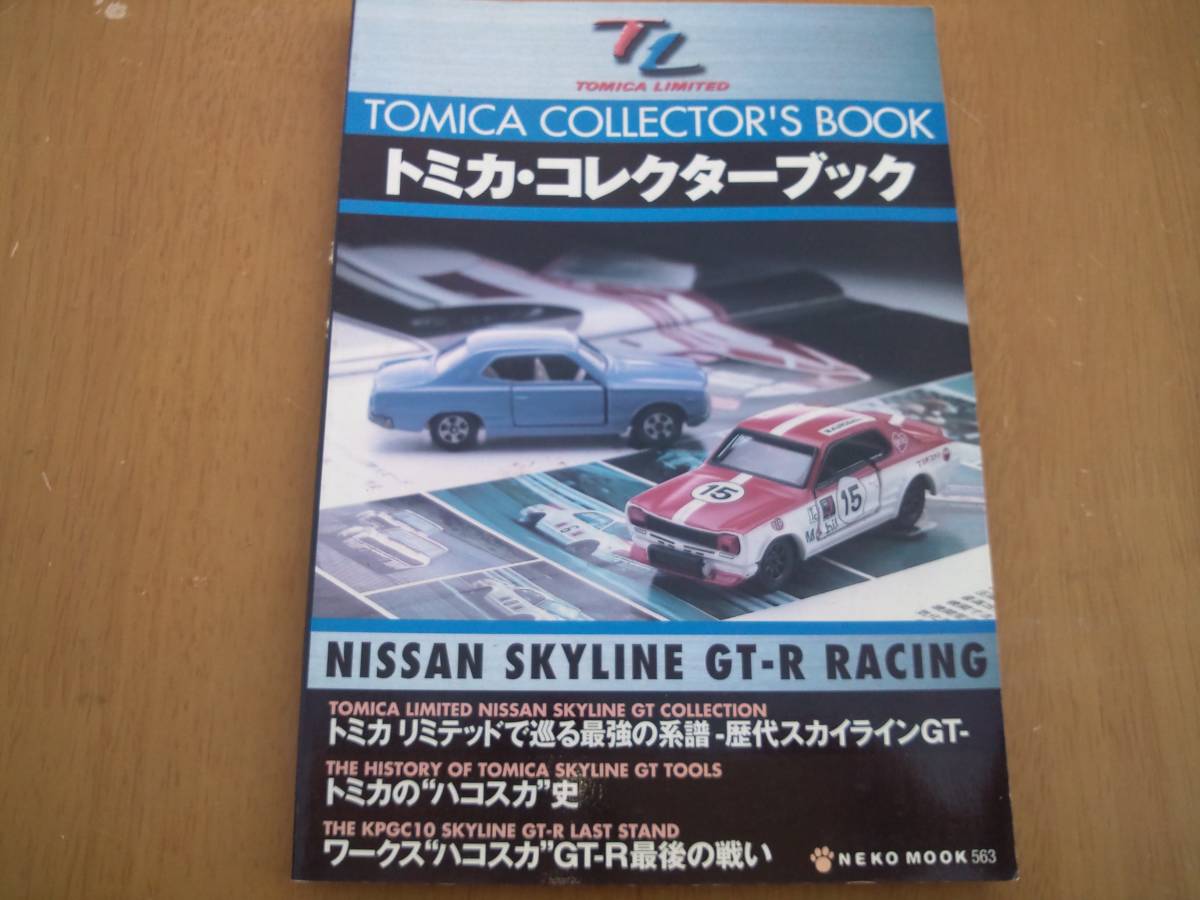 TL
TOMICA LIMITED
TOMICA COLLECTOR'S BOOK
トミカ・コレクターブック
15
15
6
NISSAN SKYLINE GT-R RACING
TOMICA LIMITED NISSAN SKYLINE GT COLLECTION
トミカ リミテッドで巡る最強の系譜 -歴代スカイラインGT-
THE HISTORY OF TOMICA SKYLINE GT TOOLS
トミカの“ハコスカ”史
THE KPGC10 SKYLINE GT-R LAST STAND
ワークス“ハコスカ”GT-R最後の戦い
NEKO MOOK 563